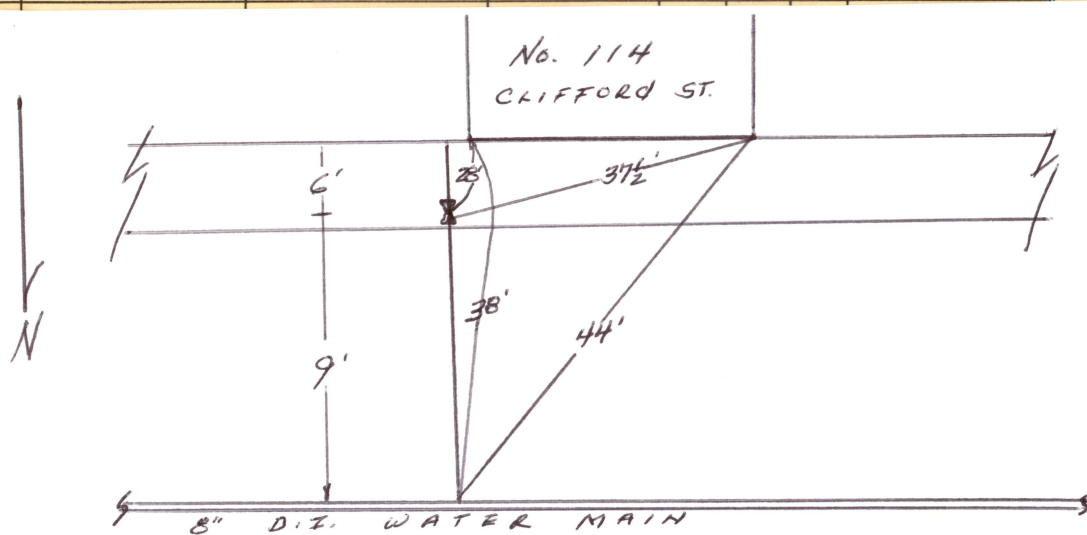 No. 114
CLIFFORD ST.
6'
28'
37½'
38'
44'
9'
N
8" D.I. WATER MAIN